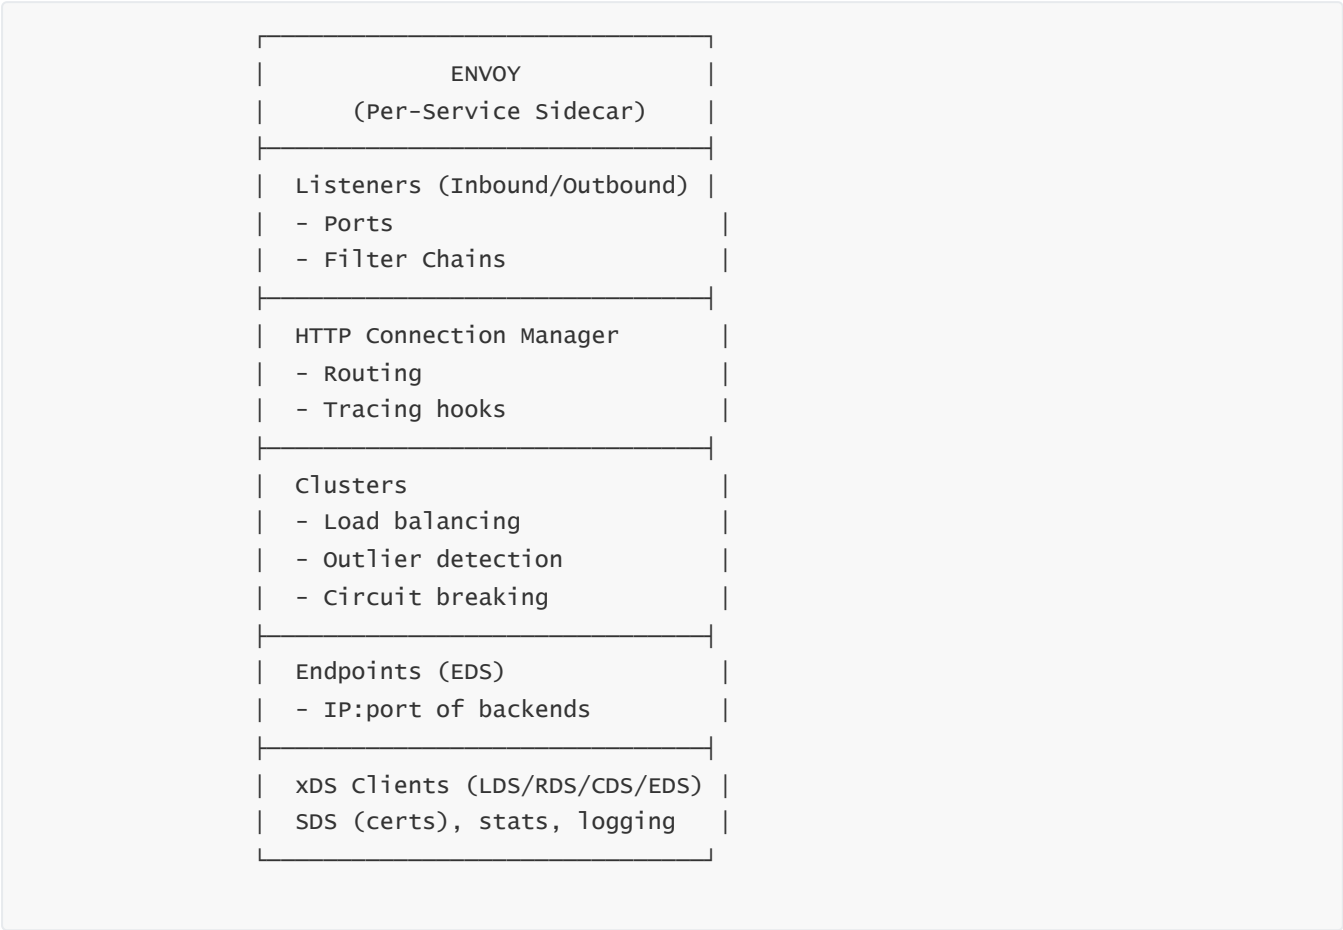 ENVOY
(Per-Service Sidecar)
Listeners (Inbound/Outbound)
- Ports
- Filter Chains
HTTP Connection Manager
- Routing
- Tracing hooks
Clusters
- Load balancing
- Outlier detection
- Circuit breaking
Endpoints (EDS)
- IP:port of backends
xDS Clients (LDS/RDS/CDS/EDS)
SDS (certs), stats, logging